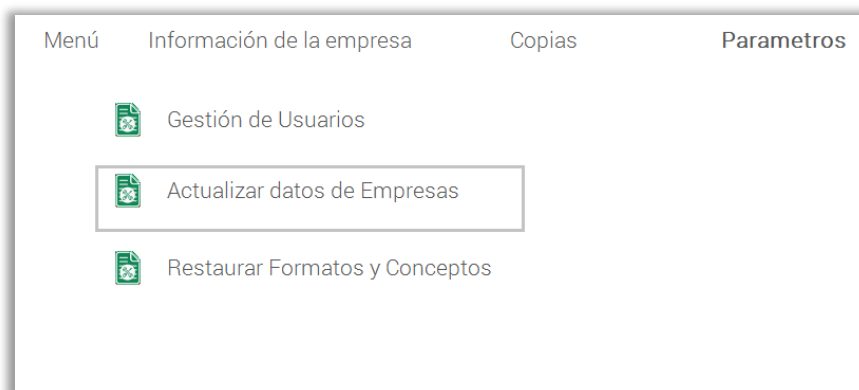 Menú Información de la empresa Copias Parametros
Gestión de Usuarios
Actualizar datos de Empresas
Restaurar Formatos y Conceptos